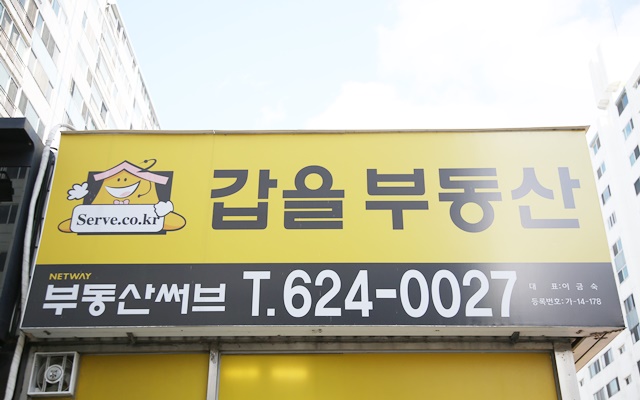 갑을 부동산
Serve.co.kr
NETWAY
부동산써브 T.624-0027
대 표:이 금 숙
등록번호:가-14-178